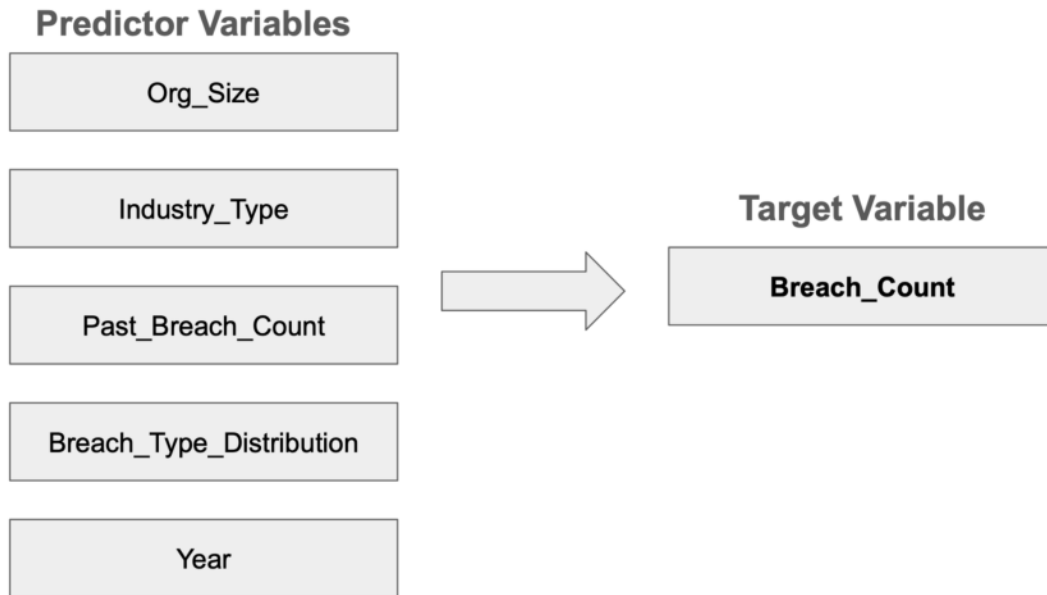 Predictor Variables
Org_Size
Industry_Type
Past_Breach_Count
Breach_Type_Distribution
Year
Target Variable
Breach_Count